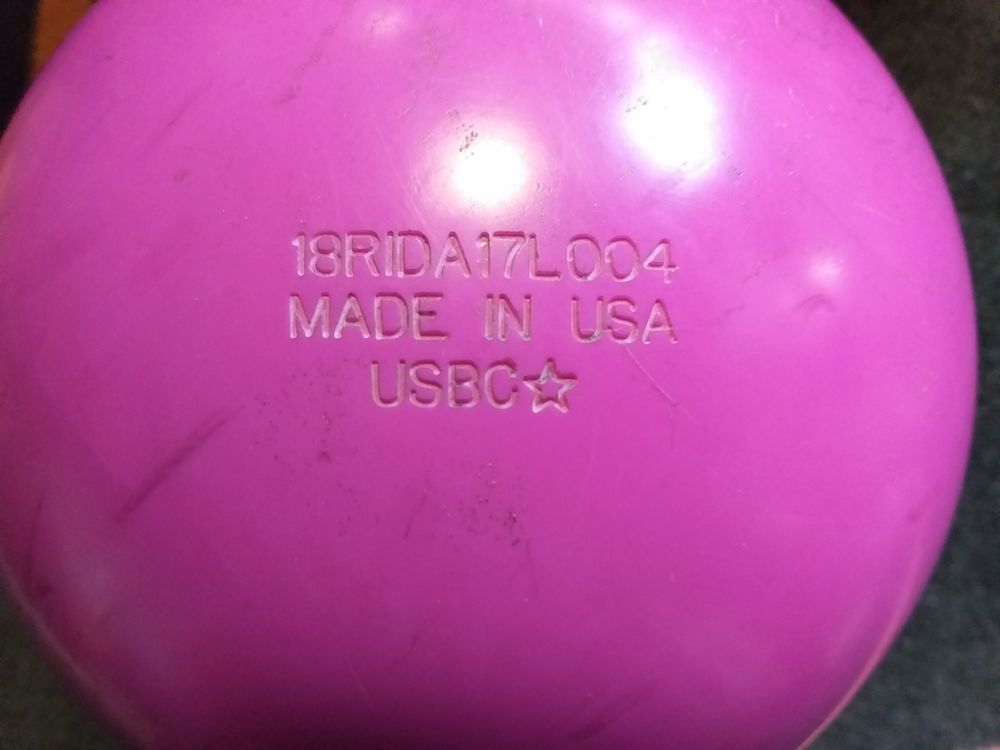 18RIDA17L004
MADE IN USA
USBC☆